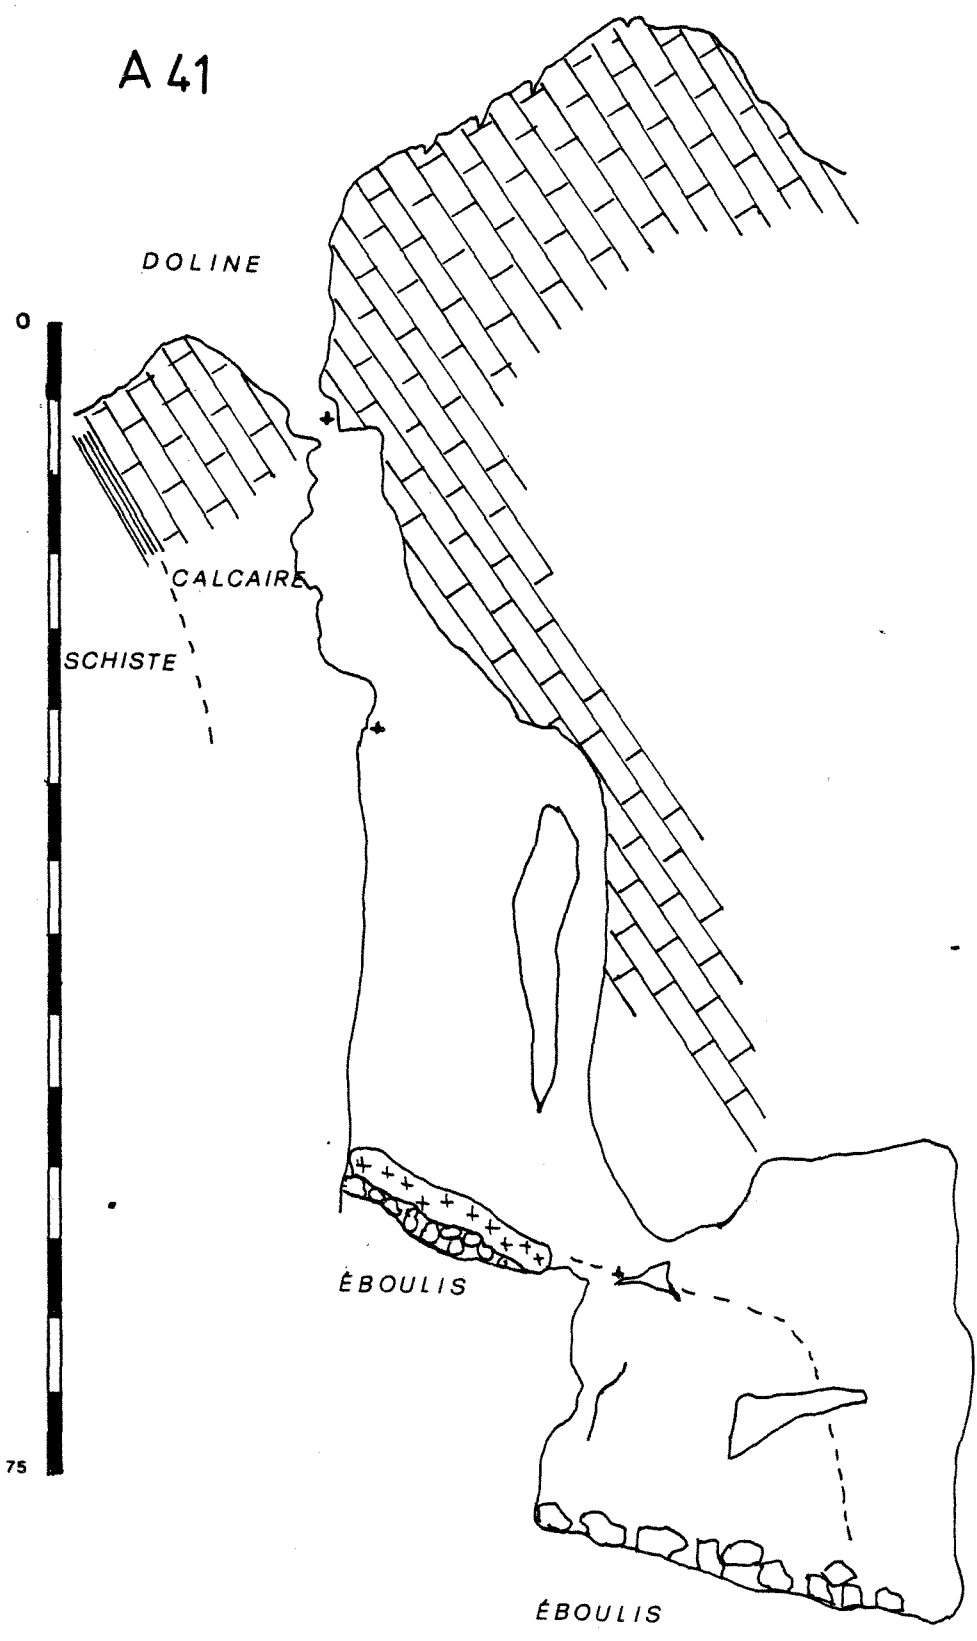 A 41
DOLINE
0
CALCAIRE
SCHISTE
ÉBOULIS
75
ÉBOULIS